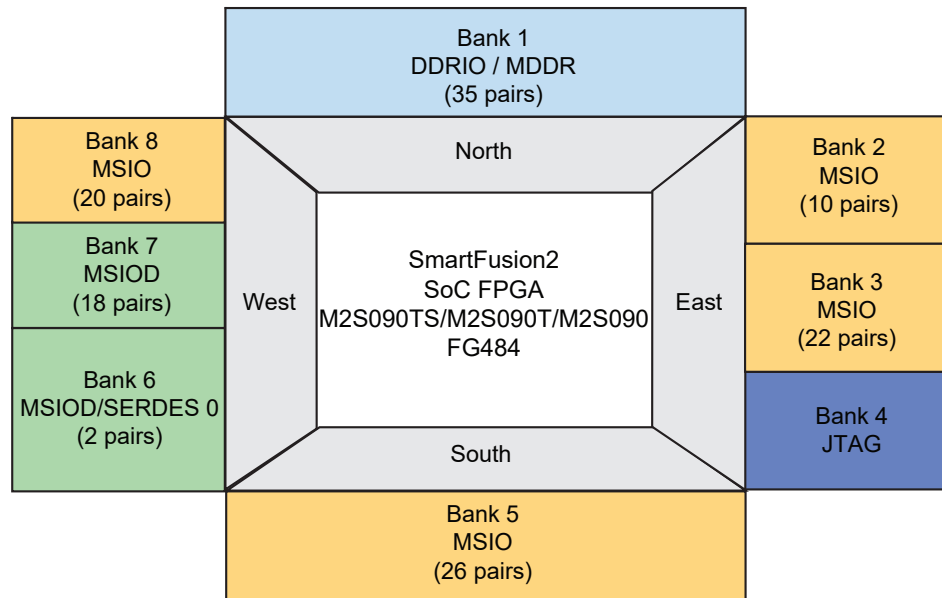 Bank 1
DDRIO / MDDR
(35 pairs)
Bank 8
MSIO
(20 pairs)
North
Bank 2
MSIO
(10 pairs)
Bank 7
MSIOD
(18 pairs)
West
SmartFusion2
SoC FPGA
M2S090TS/M2S090T/M2S090
FG484
East
Bank 3
MSIO
(22 pairs)
Bank 6
MSIOD/SERDES 0
(2 pairs)
South
Bank 4
JTAG
Bank 5
MSIO
(26 pairs)